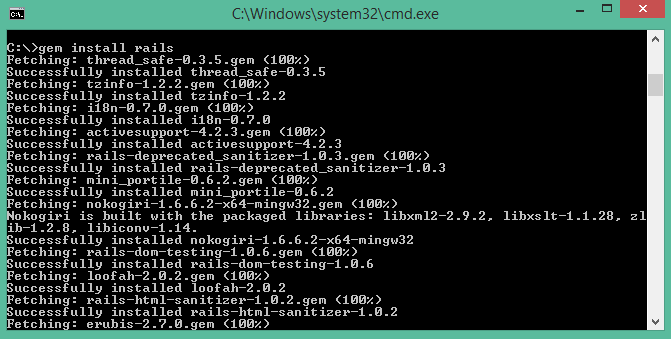 C:\Windows\system32\cmd.exe
C:\>gem install rails
Fetching: thread_safe-0.3.5.gem (100%)
Successfully installed thread_safe-0.3.5
Fetching: tzinfo-1.2.2.gem (100%)
Successfully installed tzinfo-1.2.2
Fetching: i18n-0.7.0.gem (100%)
Successfully installed i18n-0.7.0
Fetching: activesupport-4.2.3.gem (100%)
Successfully installed activesupport-4.2.3
Fetching: rails-deprecated_sanitizer-1.0.3.gem (100%)
Successfully installed rails-deprecated_sanitizer-1.0.3
Fetching: mini_portile-0.6.2.gem (100%)
Successfully installed mini_portile-0.6.2
Fetching: nokogiri-1.6.6.2-x64-mingw32.gem (100%)
Nokogiri is built with the packaged libraries: libxml2-2.9.2, libxslt-1.1.28, zl
ib-1.2.8, libiconv-1.14.
Successfully installed nokogiri-1.6.6.2-x64-mingw32
Fetching: rails-dom-testing-1.0.6.gem (100%)
Successfully installed rails-dom-testing-1.0.6
Fetching: loofah-2.0.2.gem (100%)
Successfully installed loofah-2.0.2
Fetching: rails-html-sanitizer-1.0.2.gem (100%)
Successfully installed rails-html-sanitizer-1.0.2
Fetching: erubis-2.7.0.gem (100%)